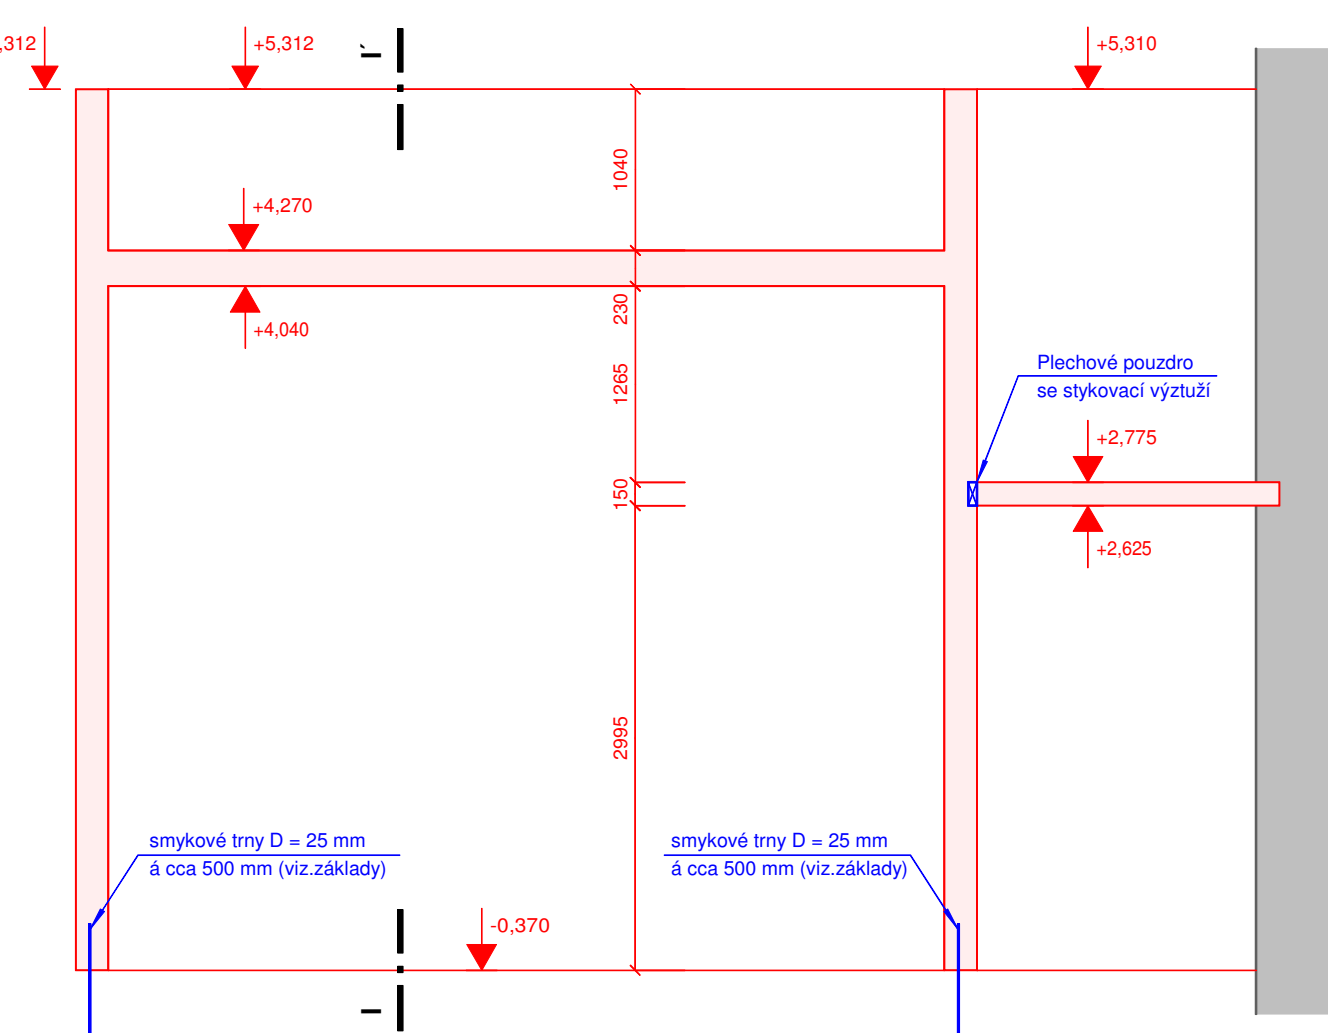 ,312
+5,312
+5,310
1040
+4,270
230
+4,040
1265
Plechové pouzdro
se stykovací výztuží
+2,775
150
+2,625
2995
smykové trny D = 25 mm
á cca 500 mm (viz.základy)
smykové trny D = 25 mm
á cca 500 mm (viz.základy)
-0,370